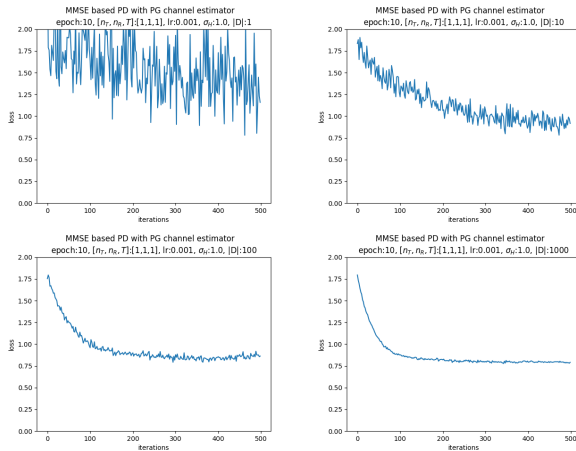 MMSE based PD with PG channel estimator
epoch:10, [n_T, n_R, T]:[1,1,1], lr:0.001, σ_H:1.0, |D|:1
2.00
1.75
1.50
1.25
1.00
0.75
0.50
0.25
0.00
loss
0 100 200 300 400 500
iterations
MMSE based PD with PG channel estimator
epoch:10, [n_T, n_R, T]:[1,1,1], lr:0.001, σ_H:1.0, |D|:10
2.00
1.75
1.50
1.25
1.00
0.75
0.50
0.25
0.00
loss
0 100 200 300 400 500
iterations
MMSE based PD with PG channel estimator
epoch:10, [n_T, n_R, T]:[1,1,1], lr:0.001, σ_H:1.0, |D|:100
2.00
1.75
1.50
1.25
1.00
0.75
0.50
0.25
0.00
loss
0 100 200 300 400 500
iterations
MMSE based PD with PG channel estimator
epoch:10, [n_T, n_R, T]:[1,1,1], lr:0.001, σ_H:1.0, |D|:1000
2.00
1.75
1.50
1.25
1.00
0.75
0.50
0.25
0.00
loss
0 100 200 300 400 500
iterations